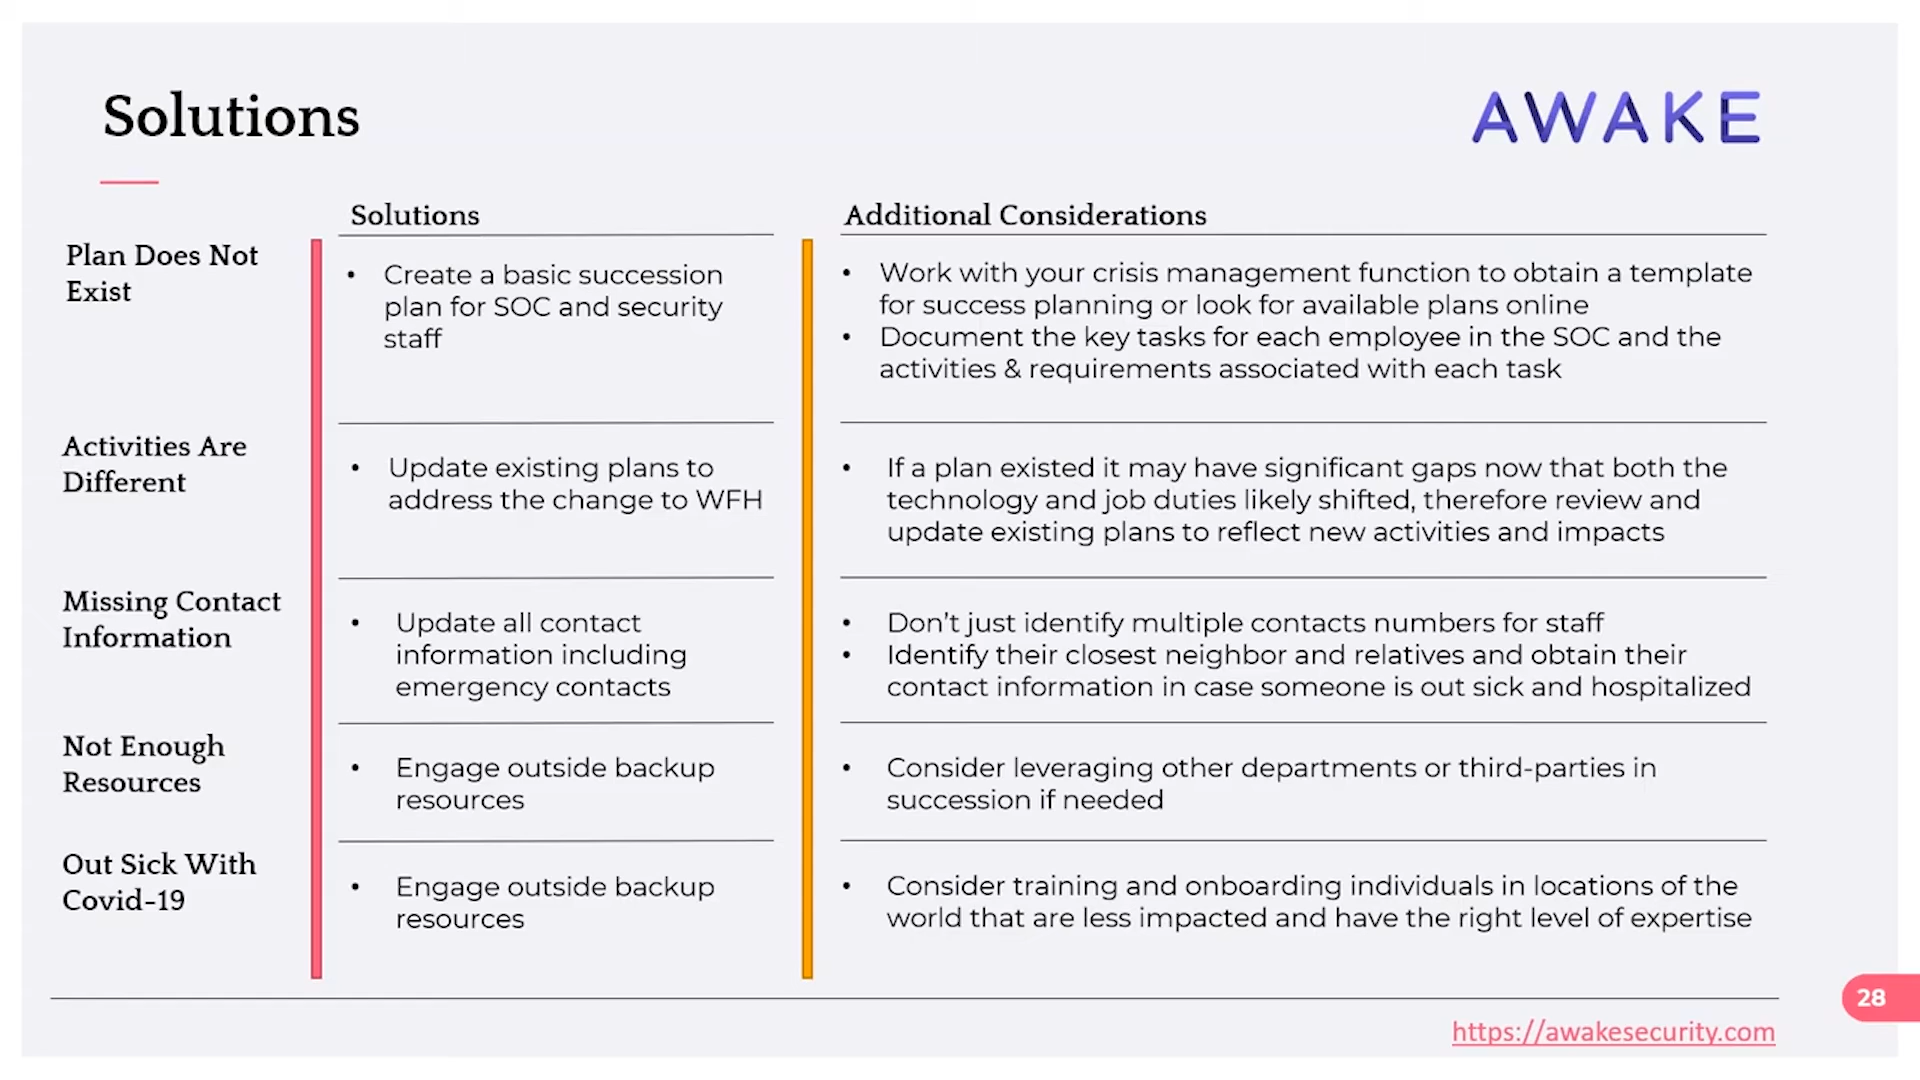 Solutions
AWAKE
Solutions
Additional Considerations
Plan Does Not
Exist
• Create a basic succession
plan for SOC and security
staff
• Work with your crisis management function to obtain a template
for success planning or look for available plans online
• Document the key tasks for each employee in the SOC and the
activities & requirements associated with each task
Activities Are
Different
• Update existing plans to
address the change to WFH
• If a plan existed it may have significant gaps now that both the
technology and job duties likely shifted, therefore review and
update existing plans to reflect new activities and impacts
Missing Contact
Information
• Update all contact
information including
emergency contacts
• Don’t just identify multiple contacts numbers for staff
• Identify their closest neighbor and relatives and obtain their
contact information in case someone is out sick and hospitalized
Not Enough
Resources
• Engage outside backup
resources
• Consider leveraging other departments or third-parties in
succession if needed
Out Sick With
Covid-19
• Engage outside backup
resources
• Consider training and onboarding individuals in locations of the
world that are less impacted and have the right level of expertise
28
https://awakesecurity.com